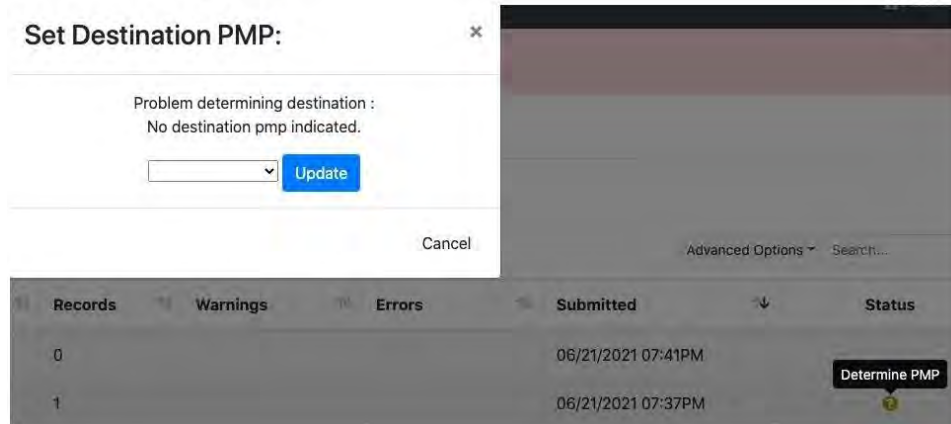 Set Destination PMP:
×
Problem determining destination :
No destination pmp indicated.
Update
Cancel
Advanced Options
Search...
Records Warnings Errors Submitted Status
0 06/21/2021 07:41PM
Determine PMP
1 06/21/2021 07:37PM ?